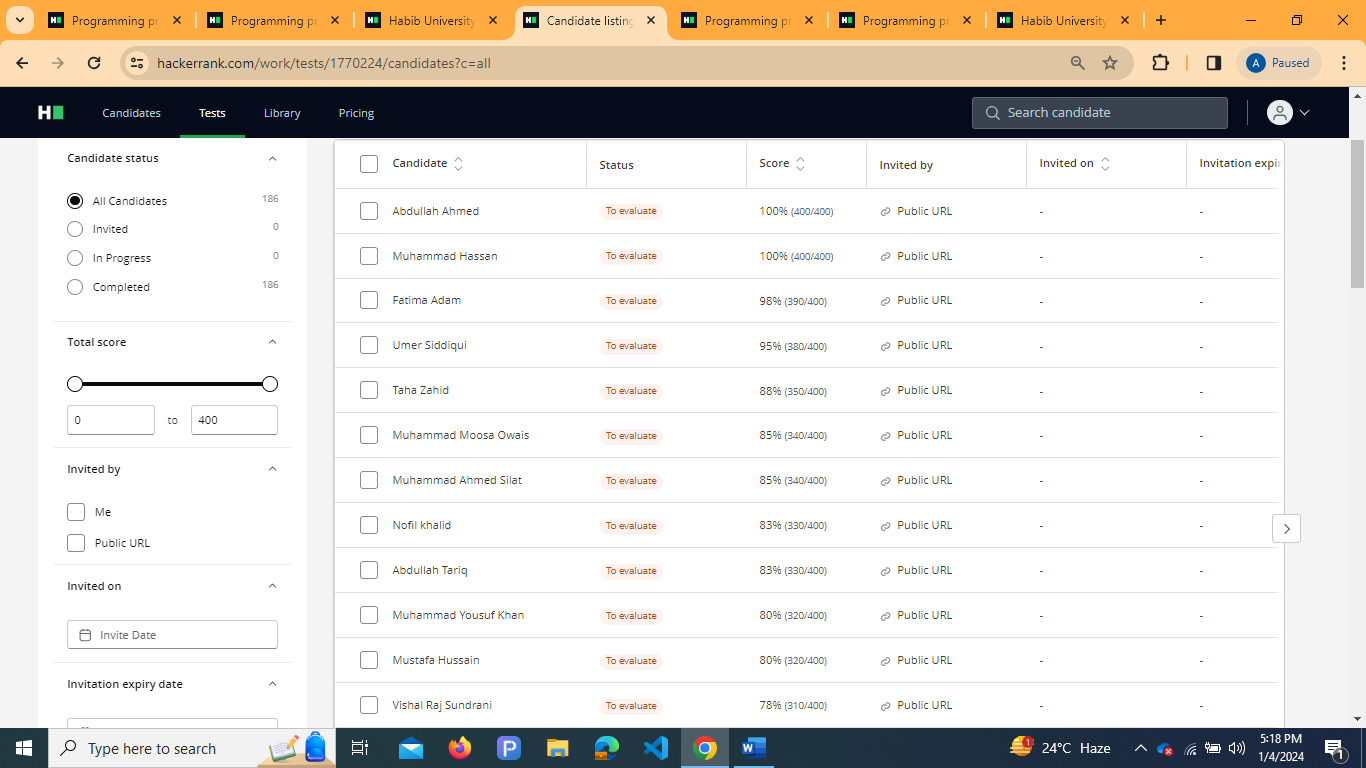 Programming pr
Programming pr
Habib University
Candidate listing
Programming pr
Programming pr
Habib University
hackerrank.com/work/tests/1770224/candidates?c=all
A Paused
H
Candidates Tests Library Pricing
Search candidate
Candidate status
All Candidates 186
Invited 0
In Progress 0
Completed 186
Total score
0 to 400
Invited by
Me
Public URL
Invited on
Invite Date
Invitation expiry date
Candidate Status Score Invited by Invited on Invitation expir
Abdullah Ahmed To evaluate 100% (400/400) Public URL - -
Muhammad Hassan To evaluate 100% (400/400) Public URL - -
Fatima Adam To evaluate 98% (390/400) Public URL - -
Umer Siddiqui To evaluate 95% (380/400) Public URL - -
Taha Zahid To evaluate 88% (350/400) Public URL - -
Muhammad Moosa Owais To evaluate 85% (340/400) Public URL - -
Muhammad Ahmed Silat To evaluate 85% (340/400) Public URL - -
Nofil khalid To evaluate 83% (330/400) Public URL - -
Abdullah Tariq To evaluate 83% (330/400) Public URL - -
Muhammad Yousuf Khan To evaluate 80% (320/400) Public URL - -
Mustafa Hussain To evaluate 80% (320/400) Public URL - -
Vishal Raj Sundrani To evaluate 78% (310/400) Public URL - -
Type here to search
24°C Haze
5:18 PM
1/4/2024